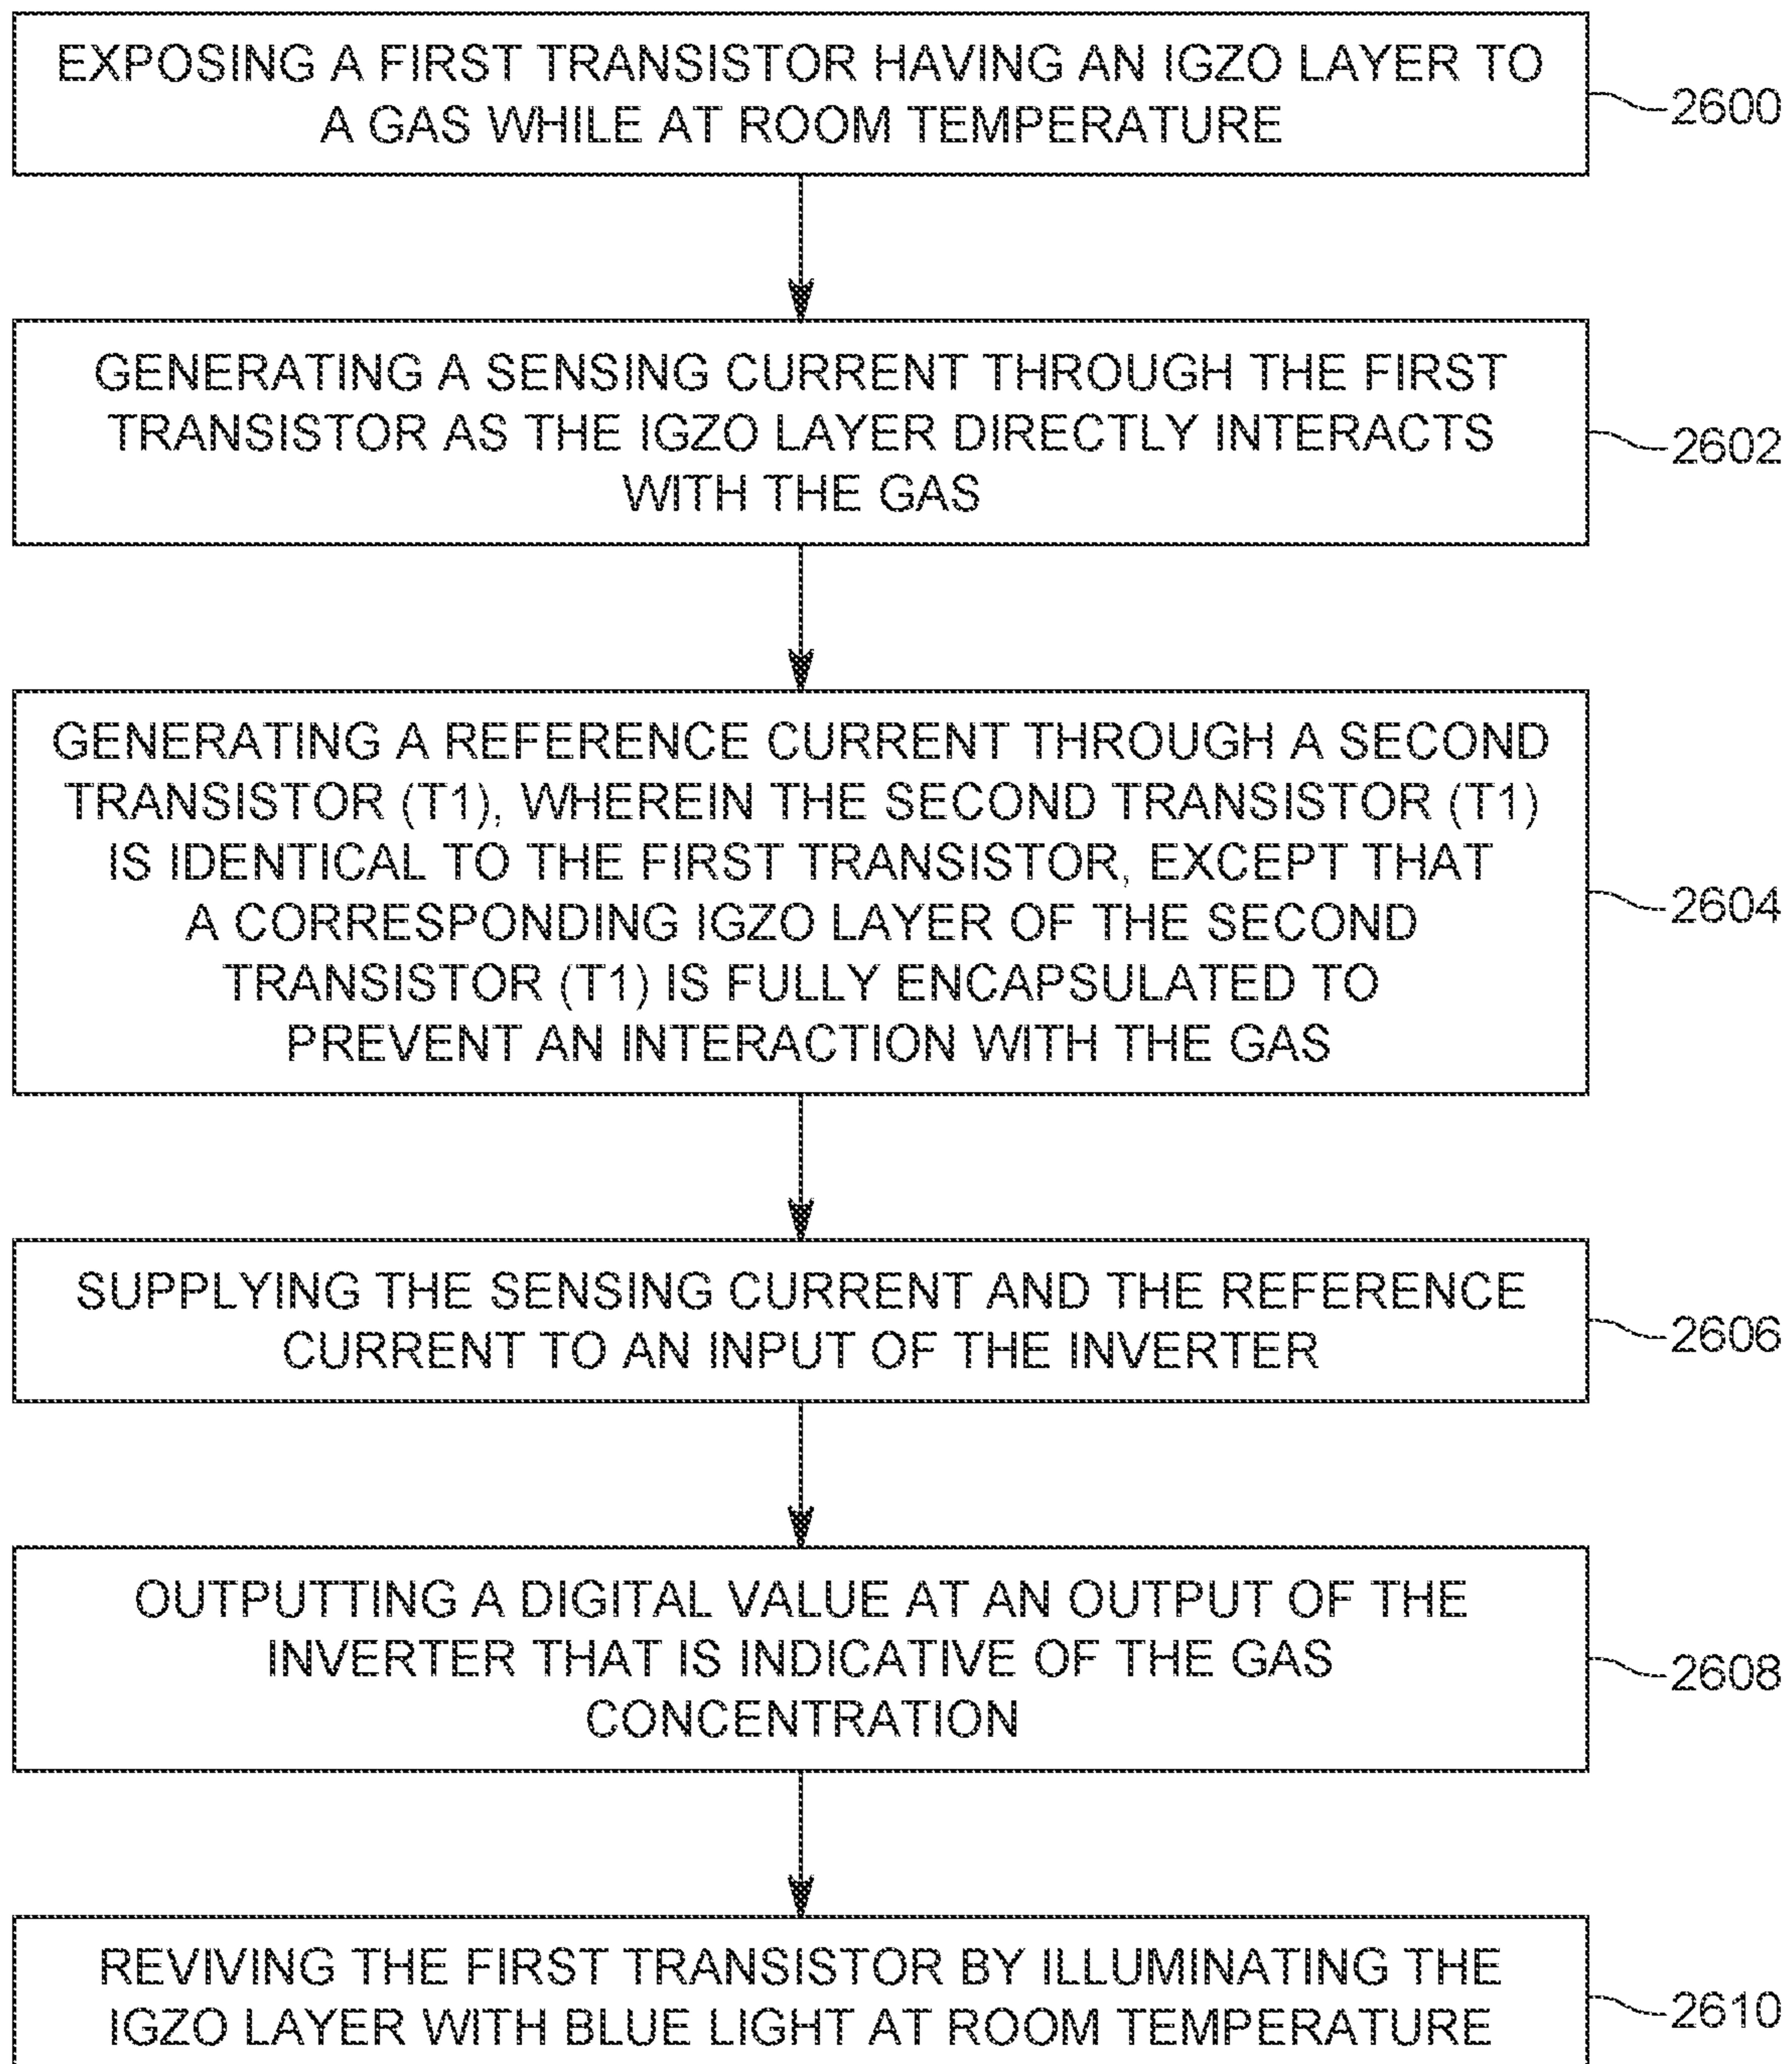 EXPOSING A FIRST TRANSISTOR HAVING AN IGZO LAYER TO
A GAS WHILE AT ROOM TEMPERATURE
2600
GENERATING A SENSING CURRENT THROUGH THE FIRST
TRANSISTOR AS THE IGZO LAYER DIRECTLY INTERACTS
WITH THE GAS
2602
GENERATING A REFERENCE CURRENT THROUGH A SECOND
TRANSISTOR (T1), WHEREIN THE SECOND TRANSISTOR (T1)
IS IDENTICAL TO THE FIRST TRANSISTOR, EXCEPT THAT
A CORRESPONDING IGZO LAYER OF THE SECOND
TRANSISTOR (T1) IS FULLY ENCAPSULATED TO
PREVENT AN INTERACTION WITH THE GAS
2604
SUPPLYING THE SENSING CURRENT AND THE REFERENCE
CURRENT TO AN INPUT OF THE INVERTER
2606
OUTPUTTING A DIGITAL VALUE AT AN OUTPUT OF THE
INVERTER THAT IS INDICATIVE OF THE GAS
CONCENTRATION
2608
REVIVING THE FIRST TRANSISTOR BY ILLUMINATING THE
IGZO LAYER WITH BLUE LIGHT AT ROOM TEMPERATURE
2610